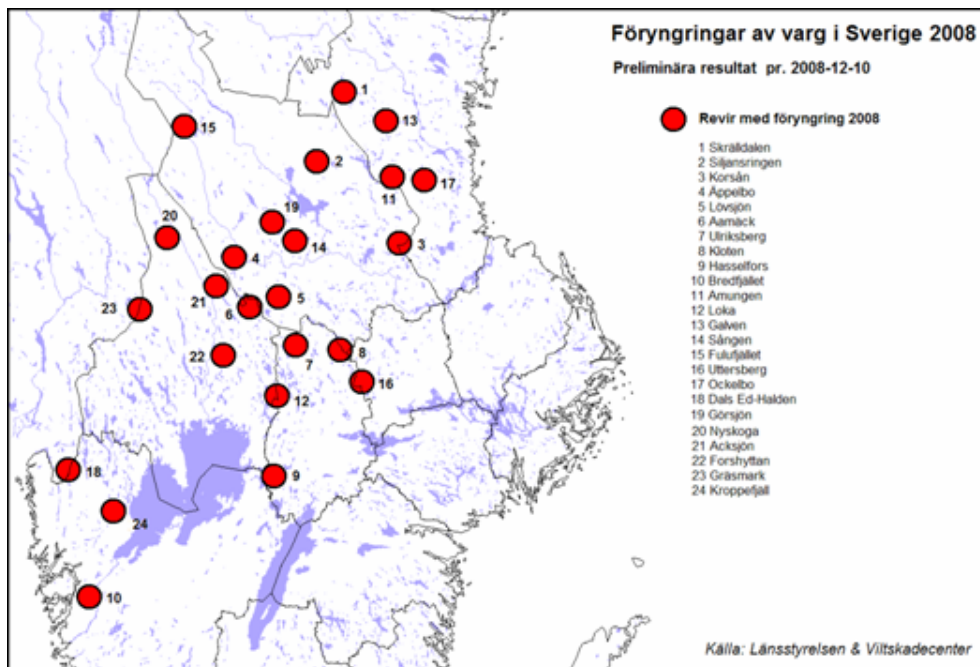 Föryngringar av varg i Sverige 2008
Preliminära resultat pr. 2008-12-10
Revir med föryngring 2008
1 Skrälldalen
2 Siljansringen
3 Korsån
4 Äppelbo
5 Lövsjön
6 Aamäck
7 Ulriksberg
8 Kloten
9 Hasselfors
10 Bredfjället
11 Amungen
12 Loka
13 Galven
14 Sången
15 Fulufjället
16 Uttersberg
17 Ockelbo
18 Dals Ed-Halden
19 Görsjön
20 Nyskoga
21 Acksjön
22 Forshyttan
23 Gräsmark
24 Kroppefjäll
1
13
15
2
11
17
19
20
14
3
4
21
5
23
6
7
8
22
16
12
18
9
24
10
Källa: Länsstyrelsen & Viltskadecenter